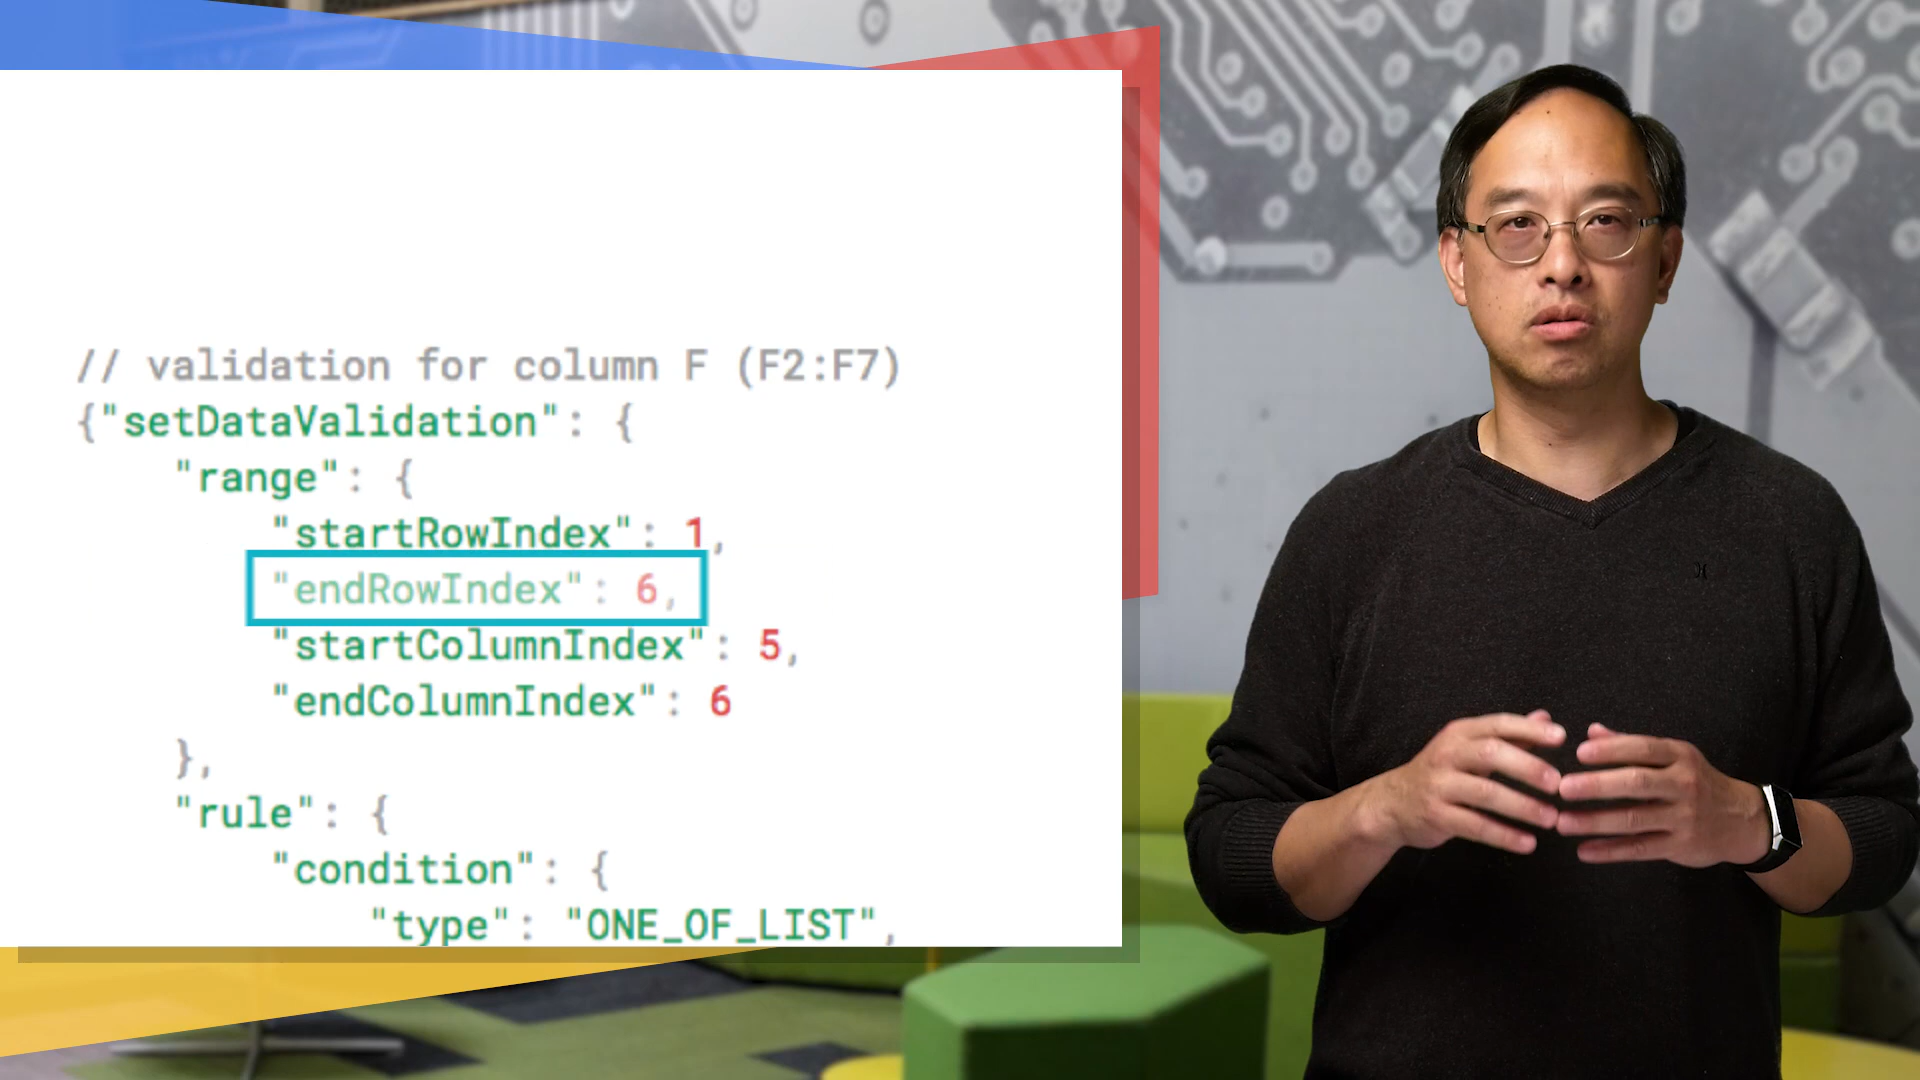 // validation for column F (F2:F7)
{"setDataValidation": {
"range": {
"startRowIndex": 1,
"endRowIndex": 6,
"startColumnIndex": 5,
"endColumnIndex": 6
},
"rule": {
"condition": {
"type": "ONE_OF_LIST",